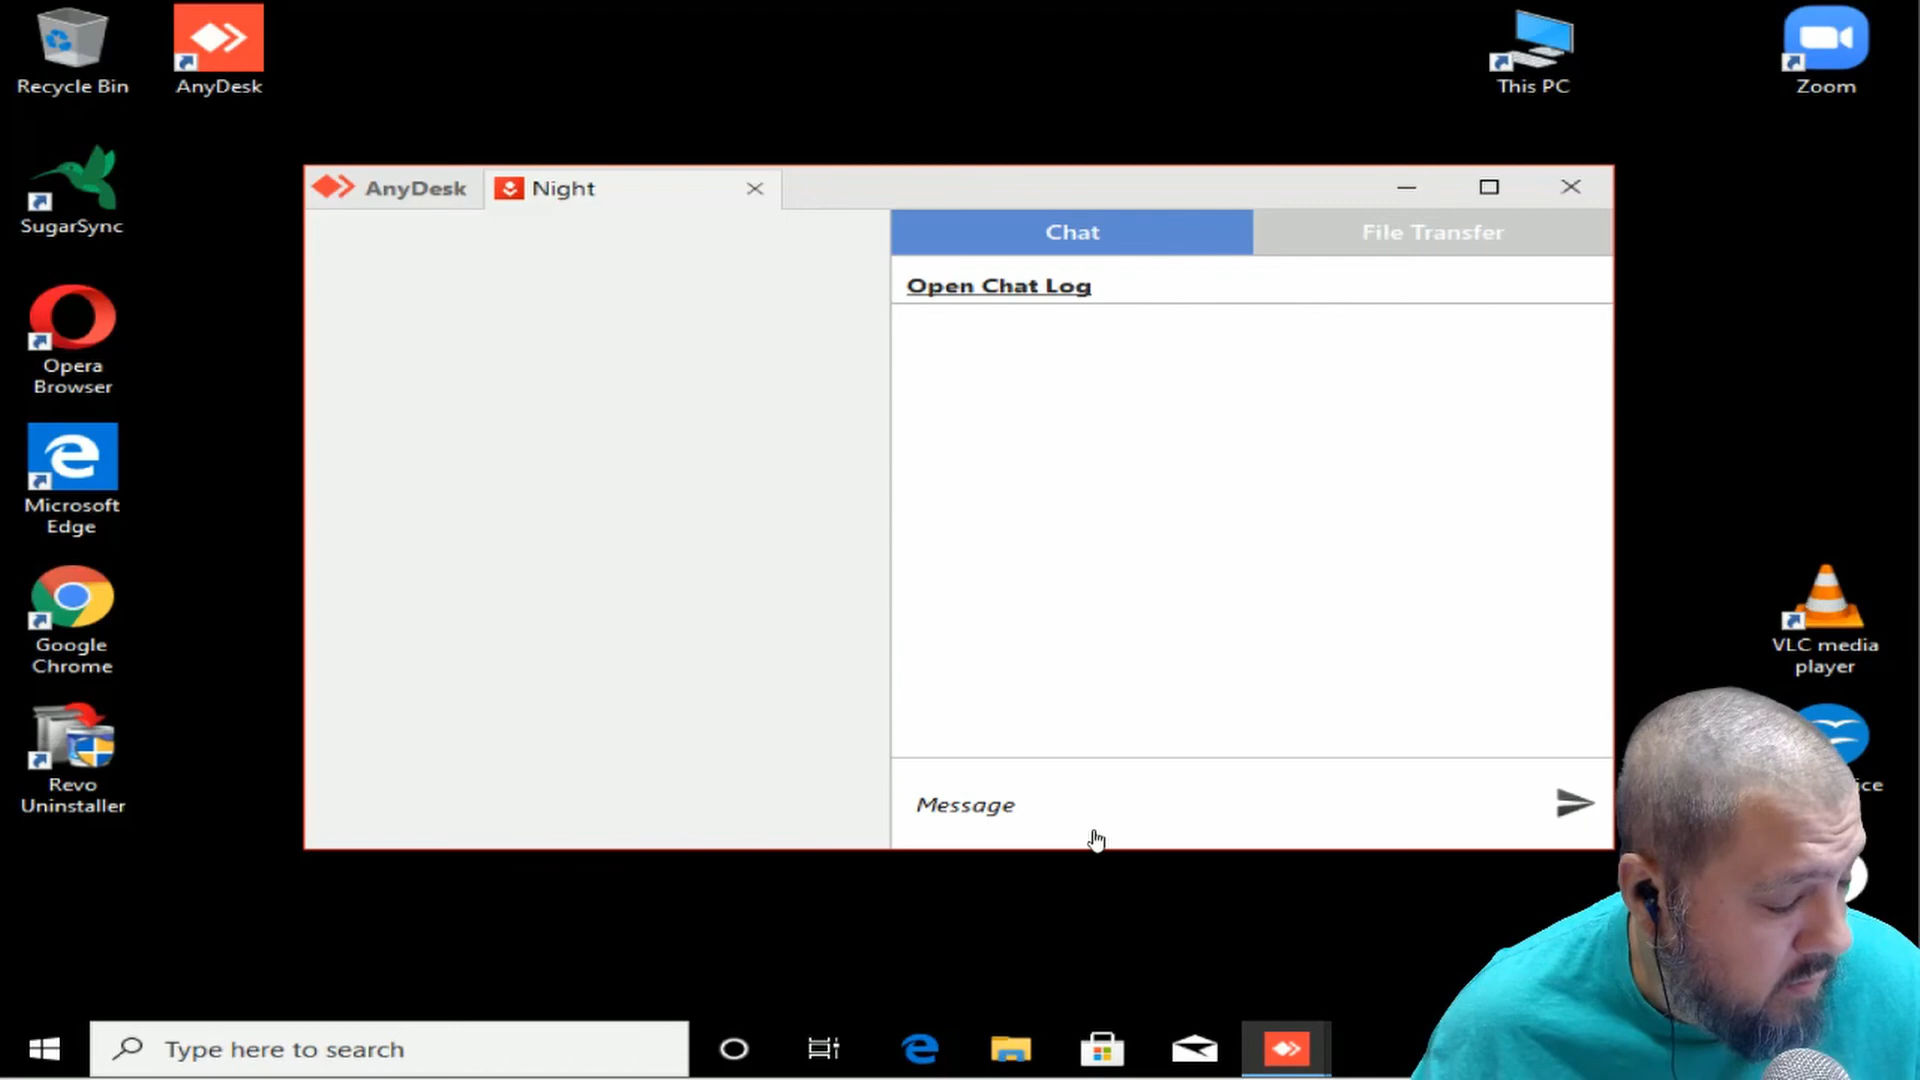 Recycle Bin
AnyDesk
This PC
Zoom
SugarSync
Opera
Browser
Microsoft
Edge
Google
Chrome
Revo
Uninstaller
AnyDesk
Night
Chat
File Transfer
Open Chat Log
Message
VLC media
player
ice
Type here to search